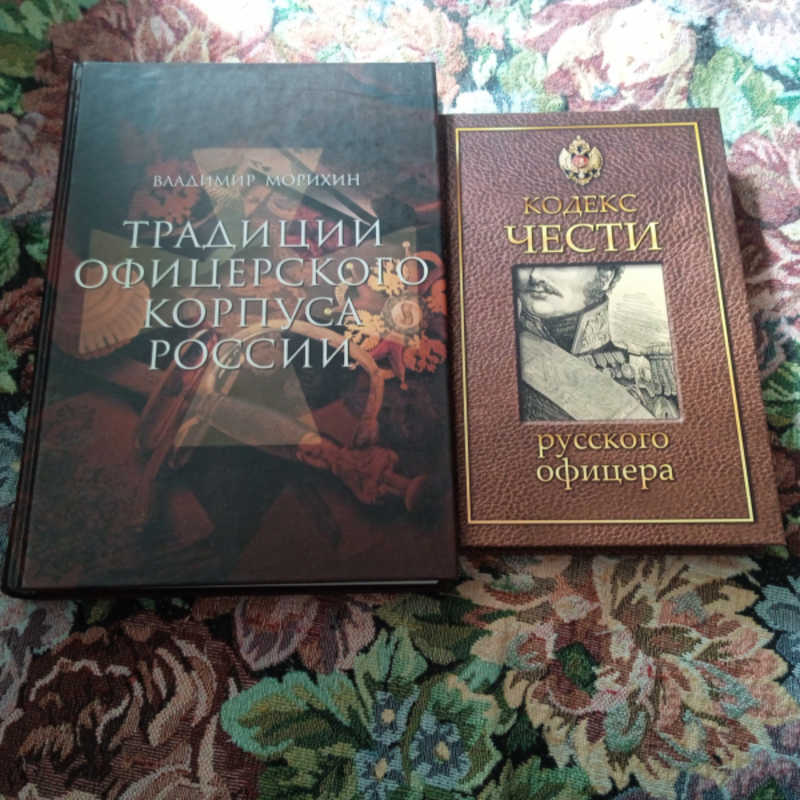 ВЛАДИМИР МОРИХИН
ТРАДИЦИИ
ОФИЦЕРСКОГО
КОРПУСА
РОССИИ
КОДЕКС
ЧЕСТИ
русского
офицера